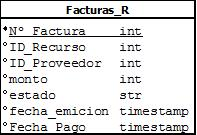 Facturas_R
N° Factura int
ID_Recurso int
ID_Proveedor int
monto int
estado str
fecha_emicion timestamp
Fecha Pago timestamp